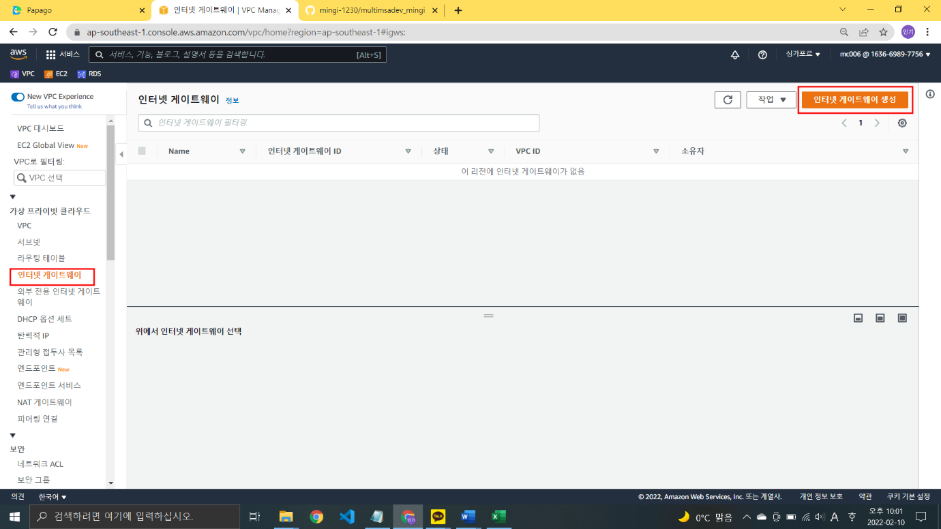 Papago
인터넷 게이트웨이 | VPC Manag
mingi-1230/multimsadev_mingi
ap-southeast-1.console.aws.amazon.com/vpc/home?region=ap-southeast-1#igws:
민기
aws
서비스
서비스, 기능, 블로그, 설명서 등을 검색합니다.
[Alt+S]
싱가포르
mc006 @ 1636-6989-7756
VPC
EC2
RDS
New VPC Experience
Tell us what you think
VPC 대시보드
EC2 Global View New
VPC로 필터링:
VPC 선택
가상 프라이빗 클라우드
VPC
서브넷
라우팅 테이블
인터넷 게이트웨이
외부 전용 인터넷 게이트
웨이
DHCP 옵션 세트
탄력적 IP
관리형 접두사 목록
엔드포인트 New
엔드포인트 서비스
NAT 게이트웨이
피어링 연결
보안
네트워크 ACL
보안 그룹
인터넷 게이트웨이 정보
작업
인터넷 게이트웨이 생성
인터넷 게이트웨이 필터링
1
Name
인터넷 게이트웨이 ID
상태
VPC ID
소유자
이 리전에 인터넷 게이트웨이가 없음
위에서 인터넷 게이트웨이 선택
의견
한국어
© 2022, Amazon Web Services, Inc. 또는 계열사.
개인 정보 보호
약관
쿠키 기본 설정
검색하려면 여기에 입력하십시오.
0°C 맑음
A
오후 10:01
2022-02-10